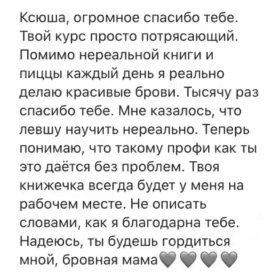 Ксюша, огромное спасибо тебе.
Твой курс просто потрясающий.
Помимо нереальной книги и
пиццы каждый день я реально
делаю красивые брови. Тысячу раз
спасибо тебе. Мне казалось, что
левшу научить нереально. Теперь
понимаю, что такому профи как ты
это даётся без проблем. Твоя
книжечка всегда будет у меня на
рабочем месте. Не описать
словами, как я благодарна тебе.
Надеюсь, ты будешь гордиться
мной, бровная мама🖤🖤🖤🖤